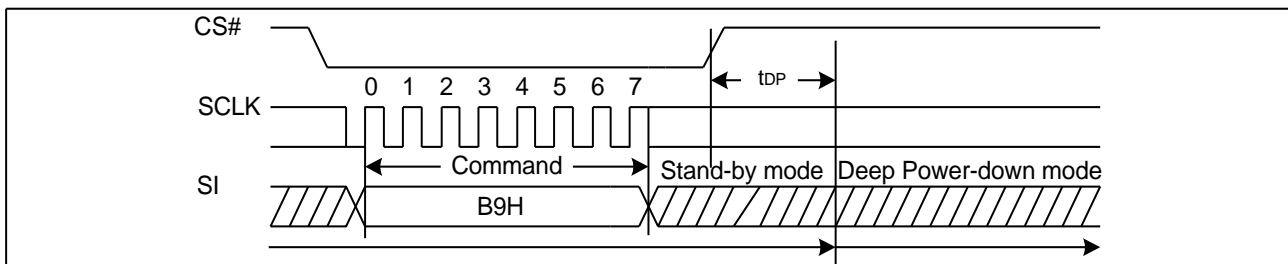 CS#
tDP
0 1 2 3 4 5 6 7
SCLK
Command
Stand-by mode Deep Power-down mode
SI
B9H